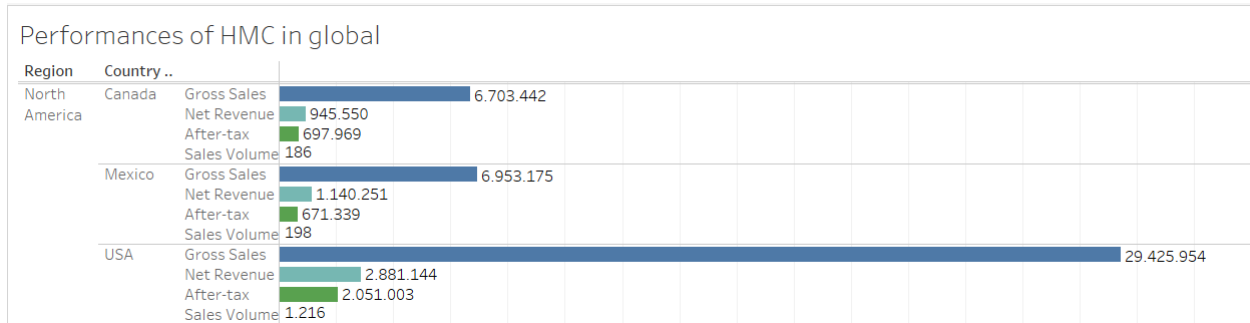 Performances of HMC in global
Region Country ..
North America Canada Gross Sales 6.703.442
Net Revenue 945.550
After-tax 697.969
Sales Volume 186
Mexico Gross Sales 6.953.175
Net Revenue 1.140.251
After-tax 671.339
Sales Volume 198
USA Gross Sales 29.425.954
Net Revenue 2.881.144
After-tax 2.051.003
Sales Volume 1.216